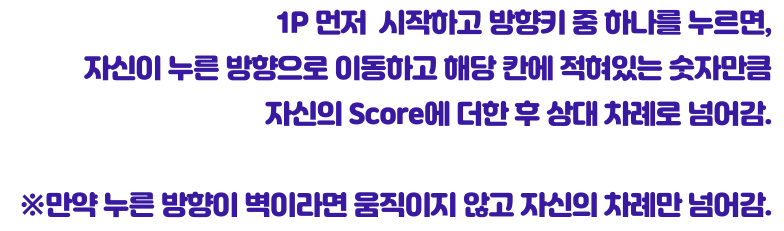 1P 먼저 시작하고 방향키 중 하나를 누르면,
자신이 누른 방향으로 이동하고 해당 칸에 적혀있는 숫자만큼
자신의 Score에 더한 후 상대 차례로 넘어감.
※만약 누른 방향이 벽이라면 움직이지 않고 자신의 차례만 넘어감.